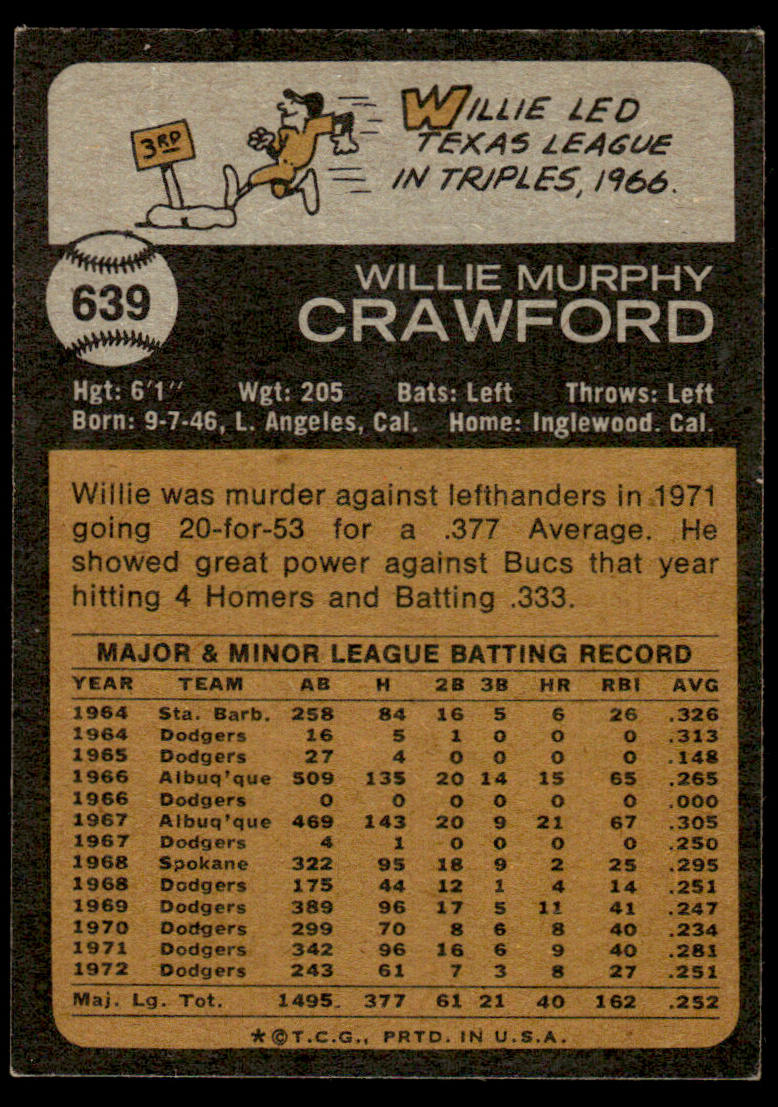 3RD
WILLIE LED
TEXAS LEAGUE
IN TRIPLES, 1966.
639
WILLIE MURPHY
CRAWFORD
Hgt: 6'1" Wgt: 205 Bats: Left Throws: Left
Born: 9-7-46, L. Angeles, Cal. Home: Inglewood. Cal.
Willie was murder against lefthanders in 1971
going 20-for-53 for a .377 Average. He
showed great power against Bucs that year
hitting 4 Homers and Batting .333.
MAJOR & MINOR LEAGUE BATTING RECORD
YEAR TEAM AB H 2B 3B HR RBI AVG
1964 Sta. Barb. 258 84 16 5 6 26 .326
1964 Dodgers 16 5 1 0 0 0 .313
1965 Dodgers 27 4 0 0 0 0 .148
1966 Albuq'que 509 135 20 14 15 65 .265
1966 Dodgers 0 0 0 0 0 0 .000
1967 Albuq'que 469 143 20 9 21 67 .305
1967 Dodgers 4 1 0 0 0 0 .250
1968 Spokane 322 95 18 9 2 25 .295
1968 Dodgers 175 44 12 1 4 14 .251
1969 Dodgers 389 96 17 5 11 41 .247
1970 Dodgers 299 70 8 6 8 40 .234
1971 Dodgers 342 96 16 6 9 40 .281
1972 Dodgers 243 61 7 3 8 27 .251
Maj. Lg. Tot. 1495 377 61 21 40 162 .252
*©T.C.G., PRTD. IN U.S.A.